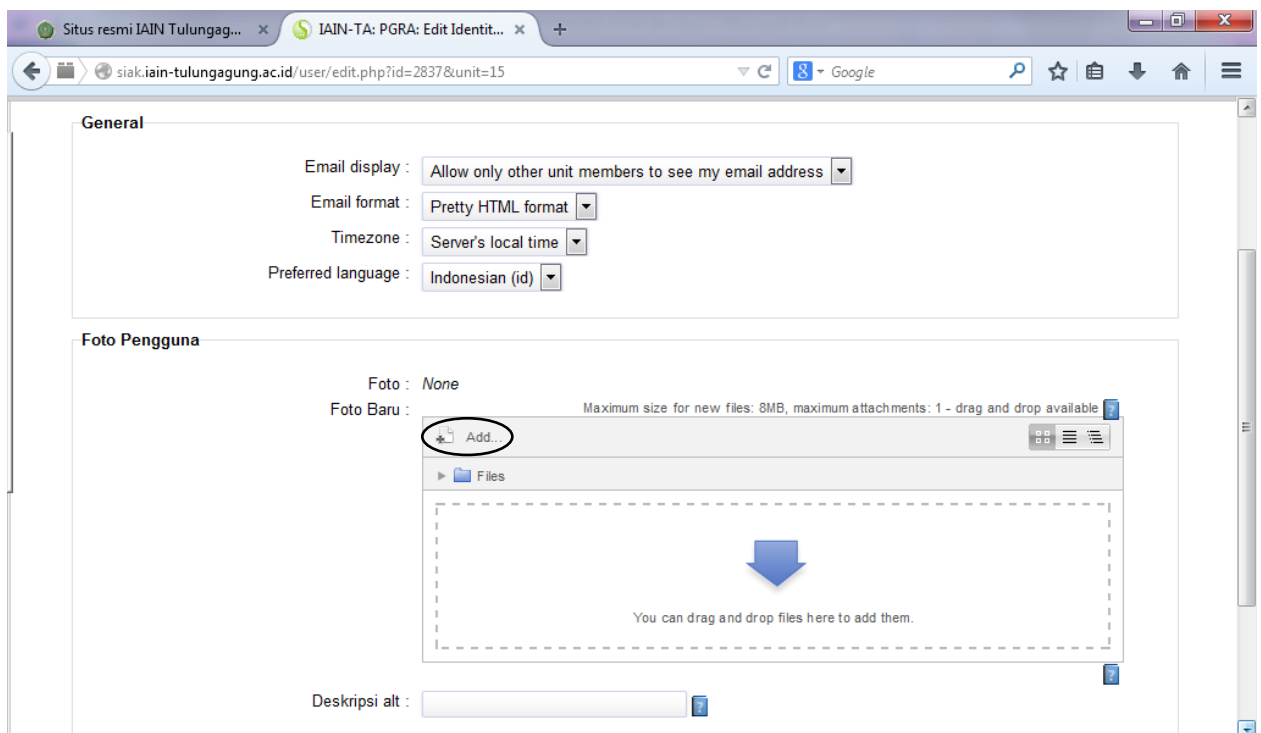 Situs resmi IAIN Tulungag...
IAIN-TA: PGRA: Edit Identit...
siak.iain-tulungagung.ac.id/user/edit.php?id=2837&unit=15
Google
General
Email display : Allow only other unit members to see my email address
Email format : Pretty HTML format
Timezone : Server's local time
Preferred language : Indonesian (id)
Foto Pengguna
Foto : None
Foto Baru : Maximum size for new files: 8MB, maximum attachments: 1 - drag and drop available
Add...
Files
You can drag and drop files here to add them.
Deskripsi alt :